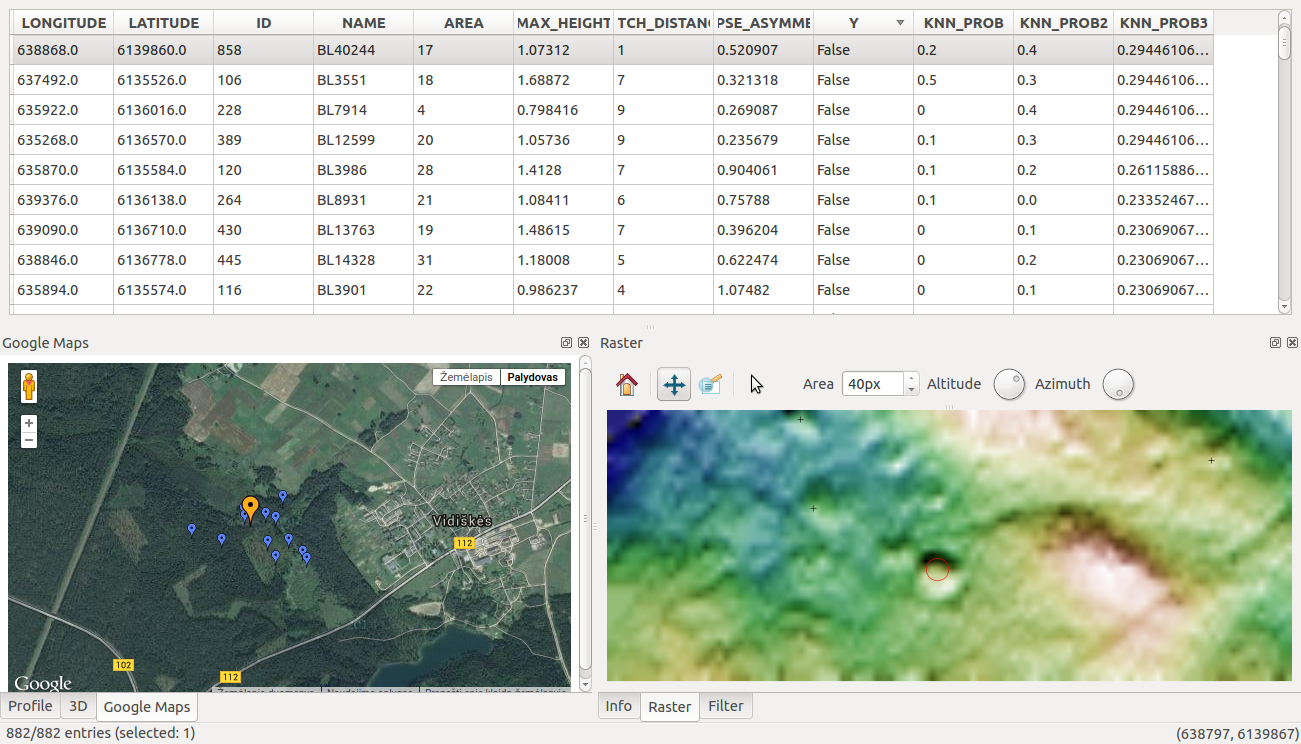 LONGITUDE LATITUDE ID NAME AREA MAX_HEIGHT TCH_DISTANC PSE_ASYMME Y KNN_PROB KNN_PROB2 KNN_PROB3
638868.0 6139860.0 858 BL40244 17 1.07312 1 0.520907 False 0.2 0.4 0.29446106...
637492.0 6135526.0 106 BL3551 18 1.68872 7 0.321318 False 0.5 0.3 0.29446106...
635922.0 6136016.0 228 BL7914 4 0.798416 9 0.269087 False 0 0.4 0.29446106...
635268.0 6136570.0 389 BL12599 20 1.05736 9 0.235679 False 0.1 0.3 0.29446106...
635870.0 6135584.0 120 BL3986 28 1.4128 7 0.904061 False 0.1 0.2 0.26115886...
639376.0 6136138.0 264 BL8931 21 1.08411 6 0.75788 False 0.1 0.0 0.23352467...
639090.0 6136710.0 430 BL13763 19 1.48615 7 0.396204 False 0 0.1 0.23069067...
638846.0 6136778.0 445 BL14328 31 1.18008 5 0.622474 False 0 0.2 0.23069067...
635894.0 6135574.0 116 BL3901 22 0.986237 4 1.07482 False 0 0.1 0.23069067...
Google Maps
Žemėlapis Palydovas
Vidiškės
112
102
112
Google
Profile 3D Google Maps
Raster
Area 40px Altitude Azimuth
Info Raster Filter
882/882 entries (selected: 1) (638797, 6139867)